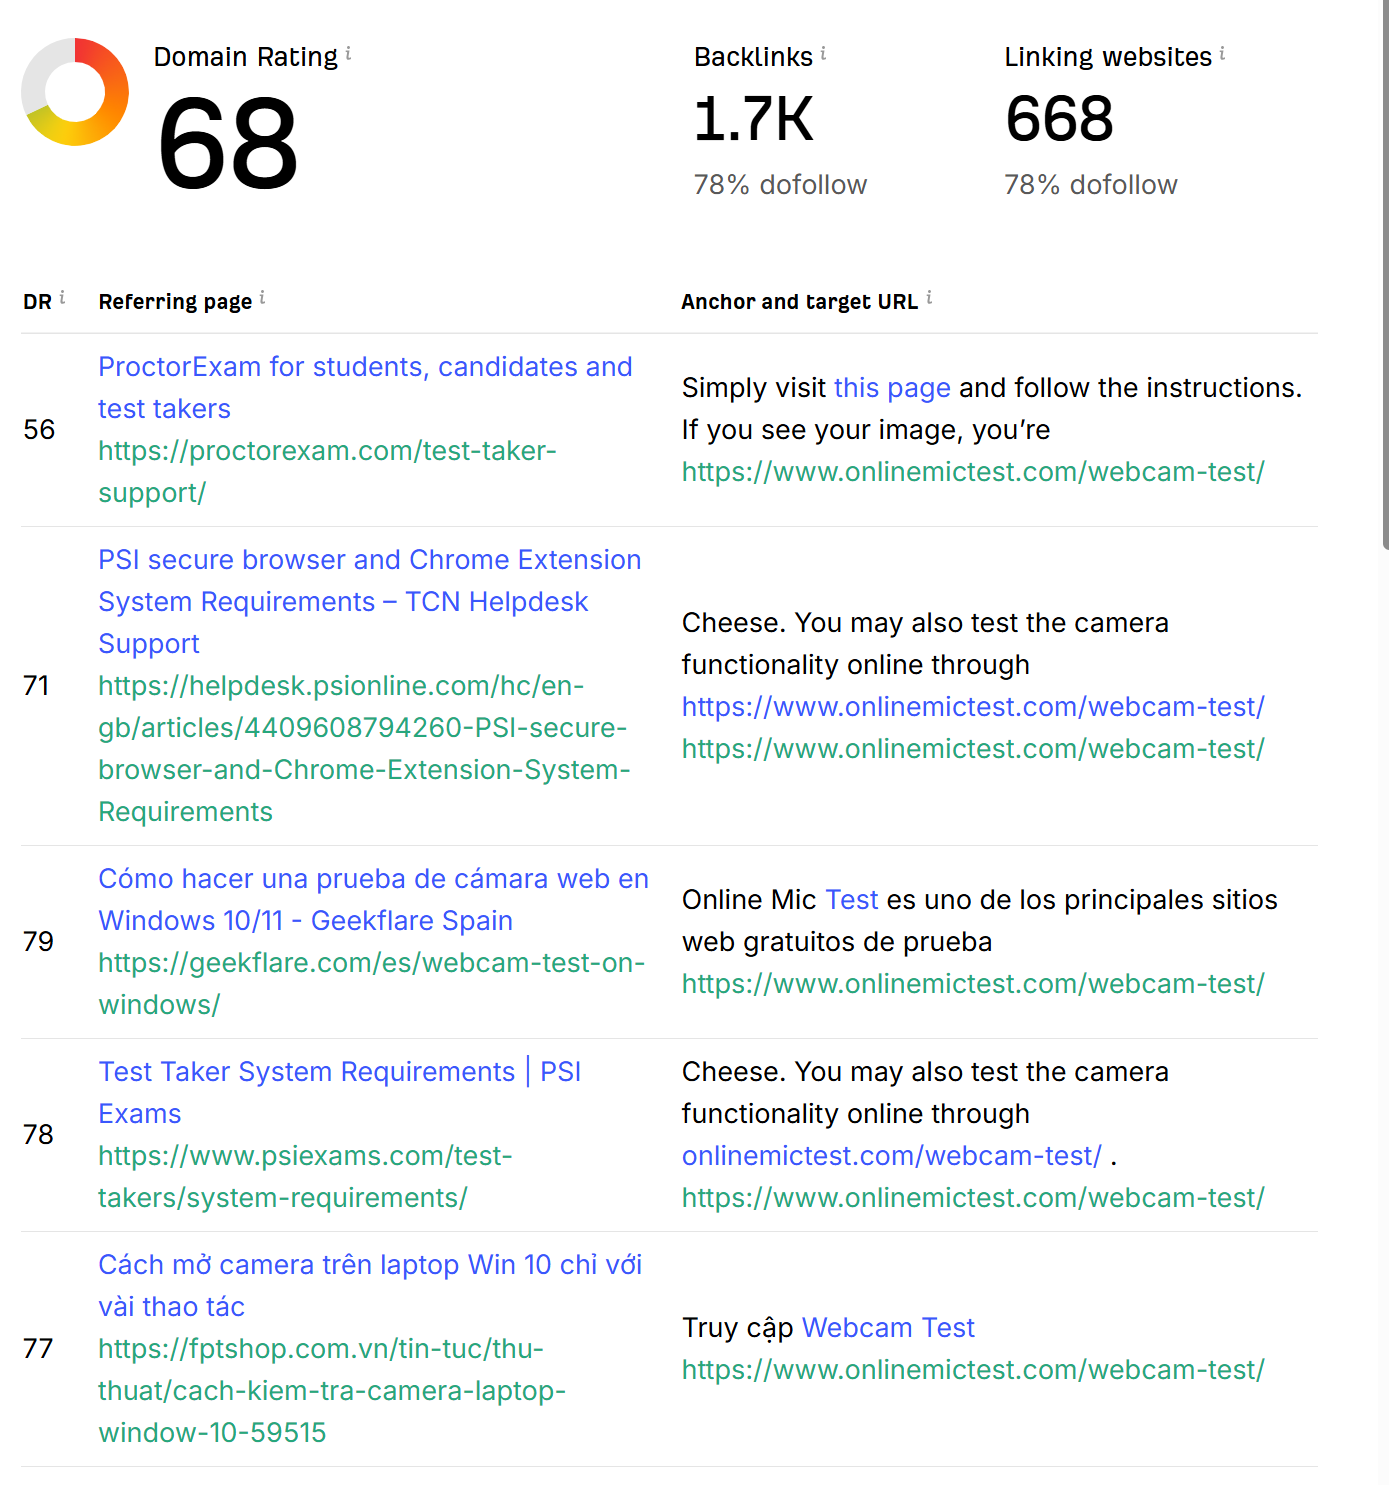 Domain Rating i
68
Backlinks i
1.7K
78% dofollow
Linking websites i
668
78% dofollow
DR i
Referring page i
Anchor and target URL i
56
ProctorExam for students, candidates and
test takers
https://proctorexam.com/test-taker-
support/
Simply visit this page and follow the instructions.
If you see your image, you’re
https://www.onlinemictest.com/webcam-test/
71
PSI secure browser and Chrome Extension
System Requirements – TCN Helpdesk
Support
https://helpdesk.psionline.com/hc/en-
gb/articles/4409608794260-PSI-secure-
browser-and-Chrome-Extension-System-
Requirements
Cheese. You may also test the camera
functionality online through
https://www.onlinemictest.com/webcam-test/
https://www.onlinemictest.com/webcam-test/
79
Cómo hacer una prueba de cámara web en
Windows 10/11 - Geekflare Spain
https://geekflare.com/es/webcam-test-on-
windows/
Online Mic Test es uno de los principales sitios
web gratuitos de prueba
https://www.onlinemictest.com/webcam-test/
78
Test Taker System Requirements | PSI
Exams
https://www.psiexams.com/test-
takers/system-requirements/
Cheese. You may also test the camera
functionality online through
onlinemictest.com/webcam-test/ .
https://www.onlinemictest.com/webcam-test/
77
Cách mở camera trên laptop Win 10 chỉ với
vài thao tác
https://fptshop.com.vn/tin-tuc/thu-
thuat/cach-kiem-tra-camera-laptop-
window-10-59515
Truy cập Webcam Test
https://www.onlinemictest.com/webcam-test/